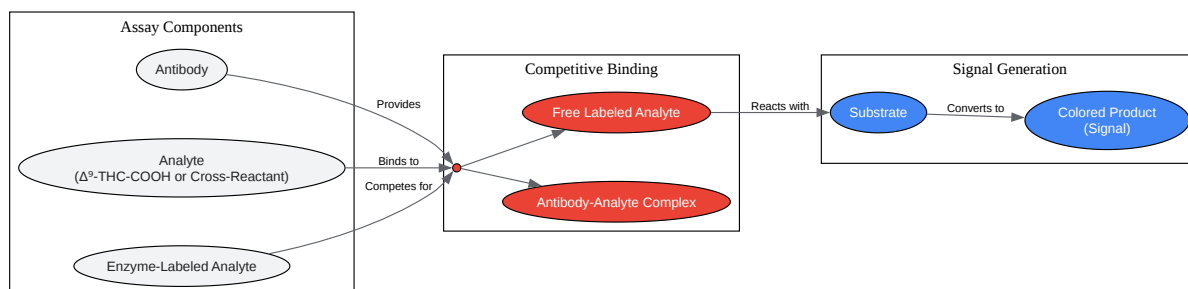 Assay Components
Antibody
Analyte
(Δ⁹-THC-COOH or Cross-Reactant)
Enzyme-Labeled Analyte
Provides
Binds to
Competes for
Competitive Binding
Free Labeled Analyte
Antibody-Analyte Complex
Reacts with
Signal Generation
Substrate
Converts to
Colored Product
(Signal)